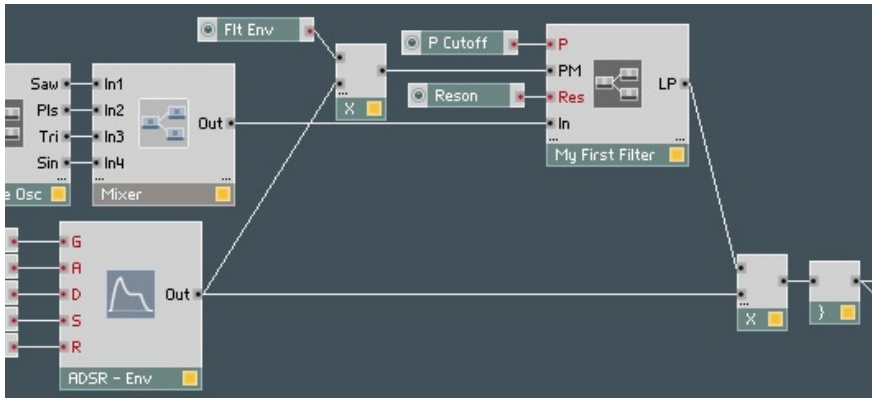 Flt Env
P Cutoff
P
PM
LP
Reson
Res
In
My First Filter
X
Saw
In1
Pls
In2
Tri
In3
Out
Sin
In4
e Osc
Mixer
G
A
D
Out
S
R
ADSR - Env
X
}